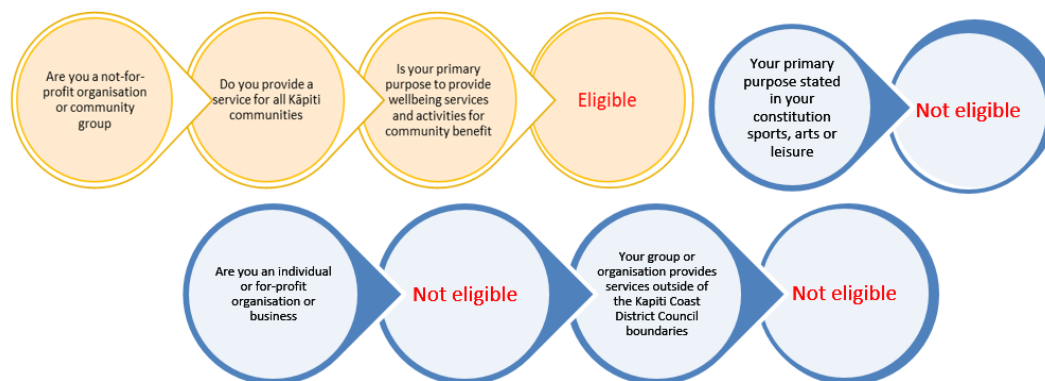 Are you a not-for-
profit organisation
or community
group
Do you provide a
service for all Kāpiti
communities
Is your primary
purpose to provide
wellbeing services
and activities for
community benefit
Eligible
Your primary
purpose stated
in your
constitution
sports, arts or
leisure
Not eligible
Are you an individual
or for-profit
organisation or
business
Not eligible
Your group or
organisation provides
services outside of
the Kapiti Coast
District Council
boundaries
Not eligible